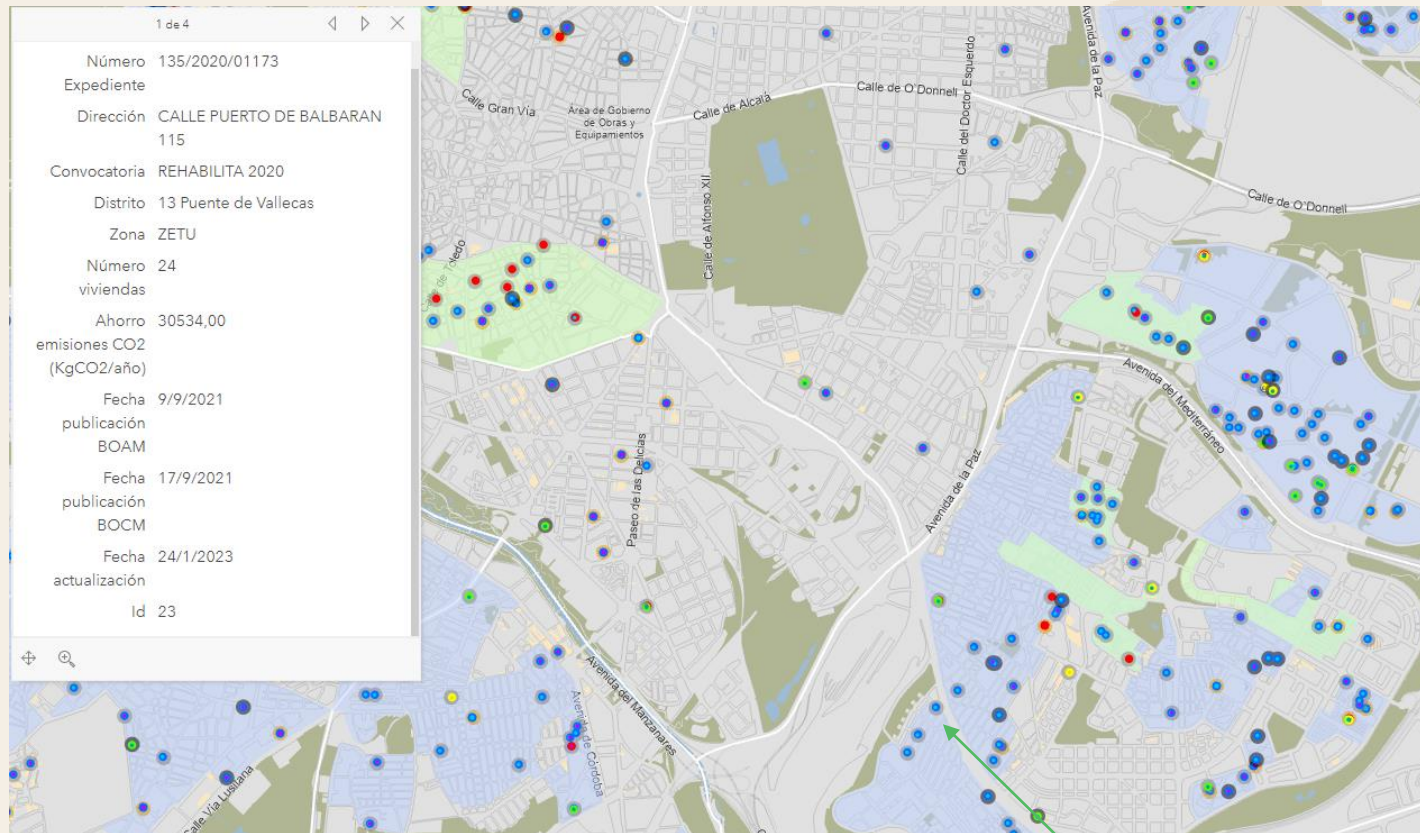 1 de 4
Número Expediente
135/2020/01173
Dirección
CALLE PUERTO DE BALBARAN 115
Convocatoria
REHABILITA 2020
Distrito
13 Puente de Vallecas
Zona
ZETU
Número viviendas
24
Ahorro emisiones CO2 (KgCO2/año)
30534,00
Fecha publicación BOAM
9/9/2021
Fecha publicación BOCM
17/9/2021
Fecha actualización
24/1/2023
Id
23
Calle Gran Vía
Área de Gobierno
de Obras y
Equipamientos
Calle de Alcalá
Calle de O'Donnell
Calle del Doctor Esquerdo
Avenida de la Paz
Calle de O'Donnell
Calle de Alfonso XII
Calle de Toledo
Avenida del Mediterráneo
Paseo de las Delicias
Avenida de la Paz
Avenida del Manzanares
Avenida de Córdoba
Calle Vía Lusitana